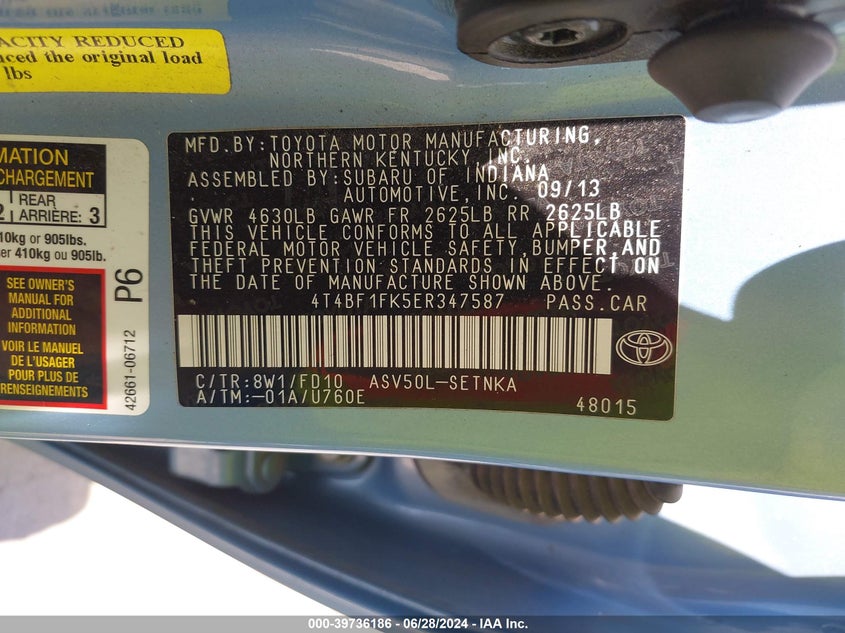 ACITY REDUCED
the original load
lbs
MATION
CHARGEMENT
2 REAR
ARRIÈRE: 3
10kg or 905lbs.
410kg ou 905lb.
SEE OWNER'S
MANUAL FOR
ADDITIONAL
INFORMATION
VOIR LE MANUEL
DE L'USAGER
POUR PLUS DE
RENSEIGNEMENTS
P6
42661-06712
MFD.BY:TOYOTA MOTOR MANUFACTURING,
NORTHERN KENTUCKY,INC.
ASSEMBLED BY:SUBARU OF INDIANA
AUTOMOTIVE,INC. 09/13
GVWR 4630LB GAWR FR 2625LB RR 2625LB
THIS VEHICLE CONFORMS TO ALL APPLICABLE
FEDERAL MOTOR VEHICLE SAFETY,BUMPER,AND
THEFT PREVENTION STANDARDS IN EFFECT ON
THE DATE OF MANUFACTURE SHOWN ABOVE.
4T4BF1FK5ER347587 PASS.CAR
C/TR:8W1/FD10 ASV50L-SETNKA
A/TM:-01A/U760E
48015
000-39736186 / 06/28/2024 - IAA Inc.